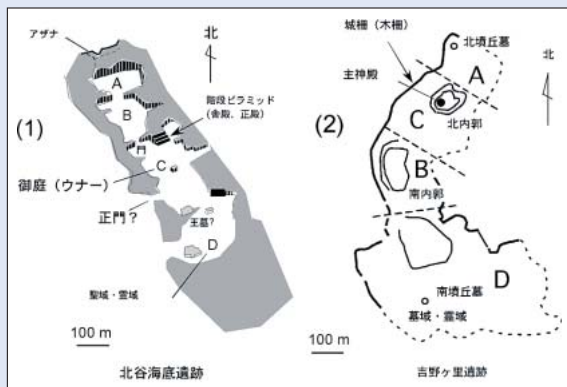 (1)
アザナ
北
A
B
階段ピラミッド
(舎殿、正殿)
C
御庭(ウナー)
正門?
王墓?
D
聖域・霊域
100 m
北谷海底遺跡
(2)
城柵(木柵)
北墳丘墓
北
主神殿
A
C
北内郭
B
南内郭
D
南墳丘墓
墓域・霊域
100 m
吉野ヶ里遺跡